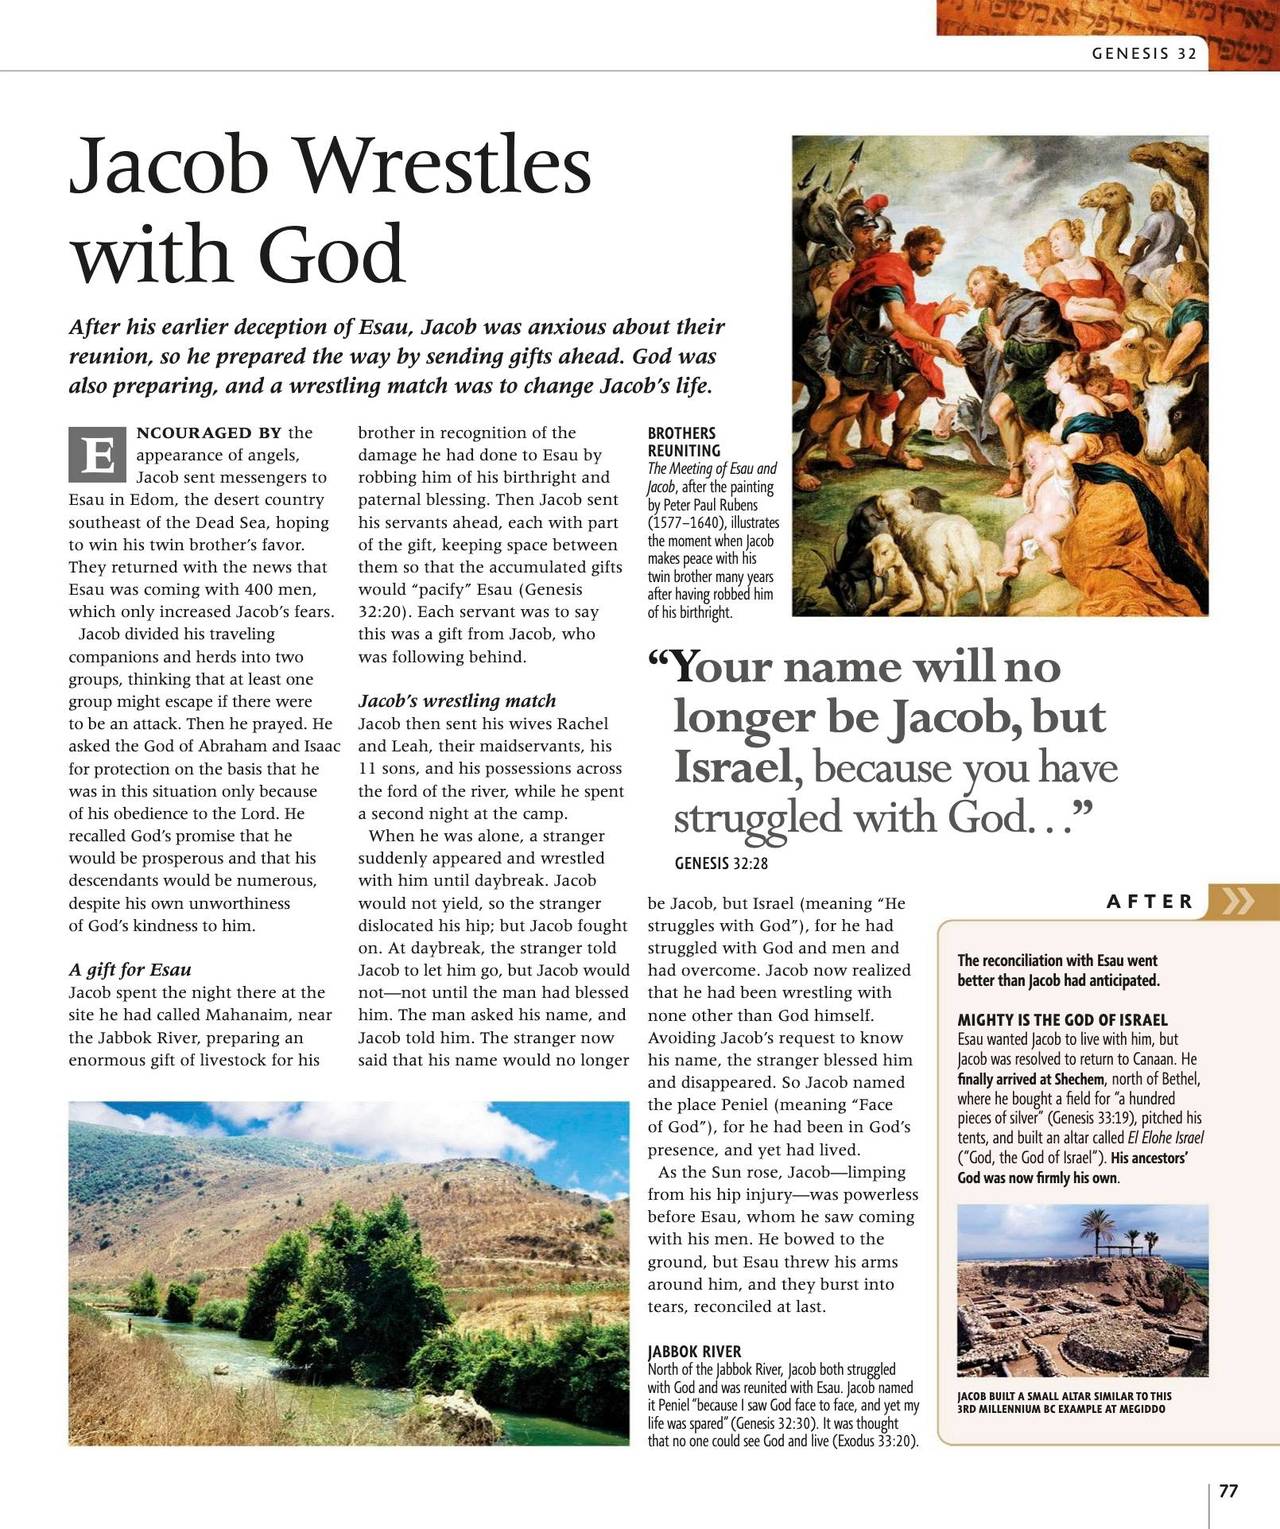 GENESIS 32
Jacob Wrestles
with God
After his earlier deception of Esau, Jacob was anxious about their
reunion, so he prepared the way by sending gifts ahead. God was
also preparing, and a wrestling match was to change Jacob’s life.
ENCOURAGED BY the
appearance of angels,
Jacob sent messengers to
Esau in Edom, the desert country
southeast of the Dead Sea, hoping
to win his twin brother’s favor.
They returned with the news that
Esau was coming with 400 men,
which only increased Jacob’s fears.
Jacob divided his traveling
companions and herds into two
groups, thinking that at least one
group might escape if there were
to be an attack. Then he prayed. He
asked the God of Abraham and Isaac
for protection on the basis that he
was in this situation only because
of his obedience to the Lord. He
recalled God’s promise that he
would be prosperous and that his
descendants would be numerous,
despite his own unworthiness
of God’s kindness to him.
A gift for Esau
Jacob spent the night there at the
site he had called Mahanaim, near
the Jabbok River, preparing an
enormous gift of livestock for his
brother in recognition of the
damage he had done to Esau by
robbing him of his birthright and
paternal blessing. Then Jacob sent
his servants ahead, each with part
of the gift, keeping space between
them so that the accumulated gifts
would “pacify” Esau (Genesis
32:20). Each servant was to say
this was a gift from Jacob, who
was following behind.
Jacob’s wrestling match
Jacob then sent his wives Rachel
and Leah, their maidservants, his
11 sons, and his possessions across
the ford of the river, while he spent
a second night at the camp.
When he was alone, a stranger
suddenly appeared and wrestled
with him until daybreak. Jacob
would not yield, so the stranger
dislocated his hip; but Jacob fought
on. At daybreak, the stranger told
Jacob to let him go, but Jacob would
not—not until the man had blessed
him. The man asked his name, and
Jacob told him. The stranger now
said that his name would no longer
BROTHERS
REUNITING
The Meeting of Esau and
Jacob, after the painting
by Peter Paul Rubens
(1577–1640), illustrates
the moment when Jacob
makes peace with his
twin brother many years
after having robbed him
of his birthright.
“Your name will no
longer be Jacob, but
Israel, because you have
struggled with God. . .”
GENESIS 32:28
be Jacob, but Israel (meaning “He
struggles with God”), for he had
struggled with God and men and
had overcome. Jacob now realized
that he had been wrestling with
none other than God himself.
Avoiding Jacob’s request to know
his name, the stranger blessed him
and disappeared. So Jacob named
the place Peniel (meaning “Face
of God”), for he had been in God’s
presence, and yet had lived.
As the Sun rose, Jacob—limping
from his hip injury—was powerless
before Esau, whom he saw coming
with his men. He bowed to the
ground, but Esau threw his arms
around him, and they burst into
tears, reconciled at last.
JABBOK RIVER
North of the Jabbok River, Jacob both struggled
with God and was reunited with Esau. Jacob named
it Peniel “because I saw God face to face, and yet my
life was spared” (Genesis 32:30). It was thought
that no one could see God and live (Exodus 33:20).
AFTER
The reconciliation with Esau went
better than Jacob had anticipated.
MIGHTY IS THE GOD OF ISRAEL
Esau wanted Jacob to live with him, but
Jacob was resolved to return to Canaan. He
finally arrived at Shechem, north of Bethel,
where he bought a field for “a hundred
pieces of silver” (Genesis 33:19), pitched his
tents, and built an altar called El Elohe Israel
(“God, the God of Israel”). His ancestors’
God was now firmly his own.
JACOB BUILT A SMALL ALTAR SIMILAR TO THIS
3RD MILLENNIUM BC EXAMPLE AT MEGIDDO
77